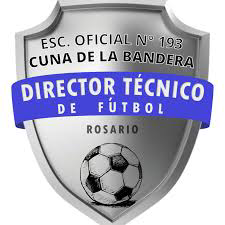 ESC. OFICIAL N° 193
CUNA DE LA BANDERA
DIRECTOR TÉCNICO
DE FÚTBOL
ROSARIO